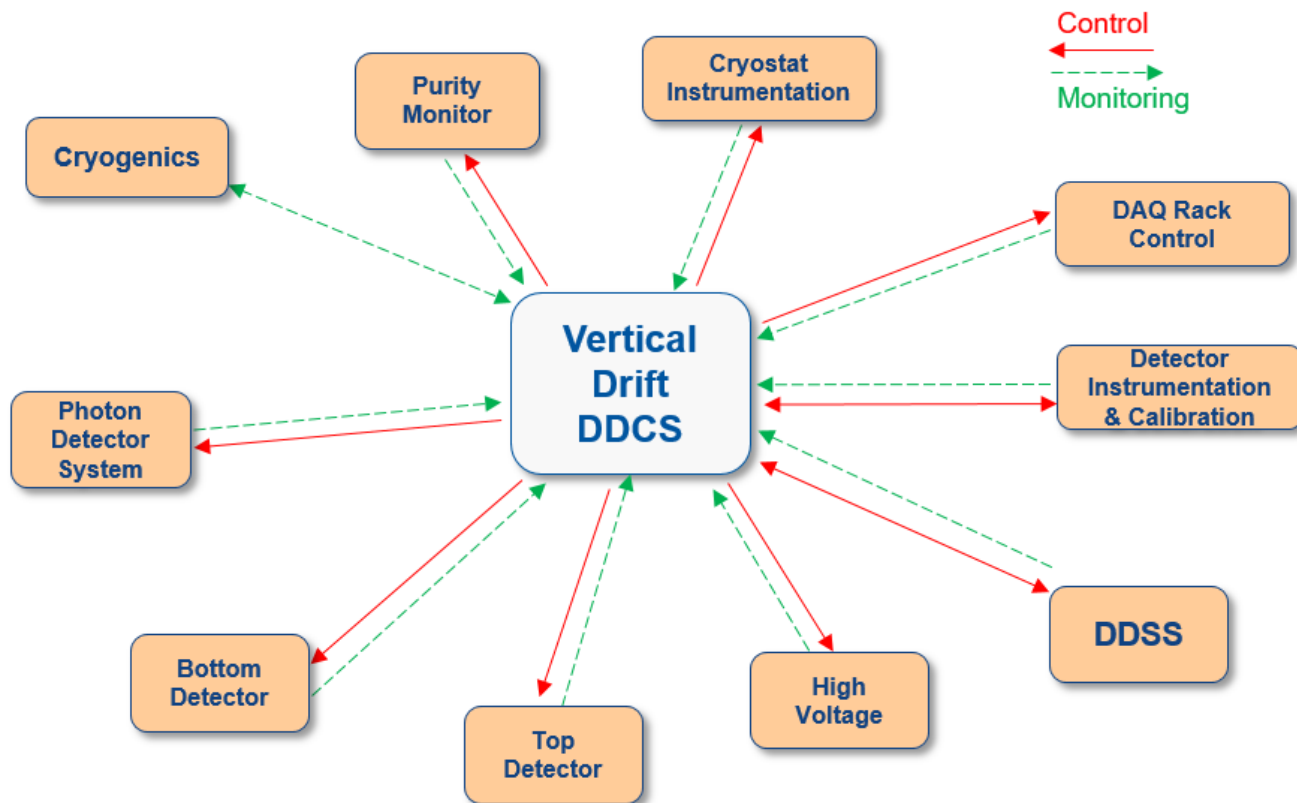 Control
Monitoring
Cryostat
Instrumentation
Purity
Monitor
Cryogenics
DAQ Rack
Control
Vertical
Drift
DDCS
Detector
Instrumentation
& Calibration
Photon
Detector
System
DDSS
Bottom
Detector
High
Voltage
Top
Detector